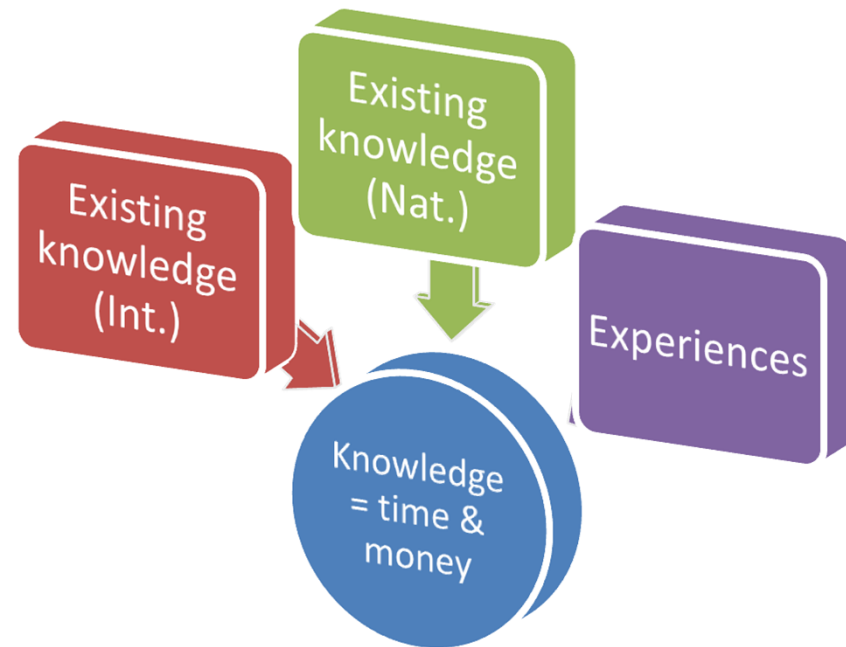 Existing
knowledge
(Int.)
Existing
knowledge
(Nat.)
Experiences
Knowledge
= time &
money